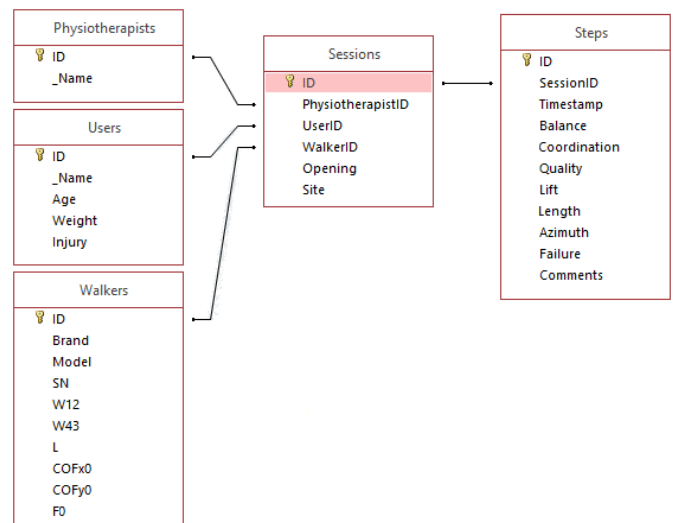 Physiotherapists
ID
_Name
Users
ID
_Name
Age
Weight
Injury
Walkers
ID
Brand
Model
SN
W12
W43
L
COFx0
COFy0
F0
Sessions
ID
PhysiotherapistID
UserID
WalkerID
Opening
Site
Steps
ID
SessionID
Timestamp
Balance
Coordination
Quality
Lift
Length
Azimuth
Failure
Comments